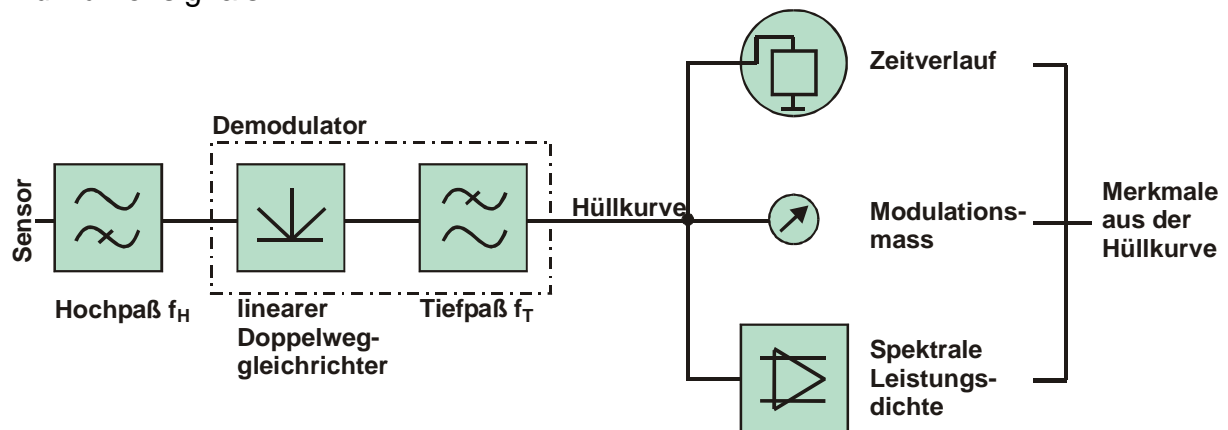 Zeitverlauf
Demodulator
Sensor
Hüllkurve
Modulations-
mass
Merkmale
aus der
Hüllkurve
Hochpaß f_H
linearer
Doppelweg-
gleichrichter
Tiefpaß f_T
Spektrale
Leistungs-
dichte